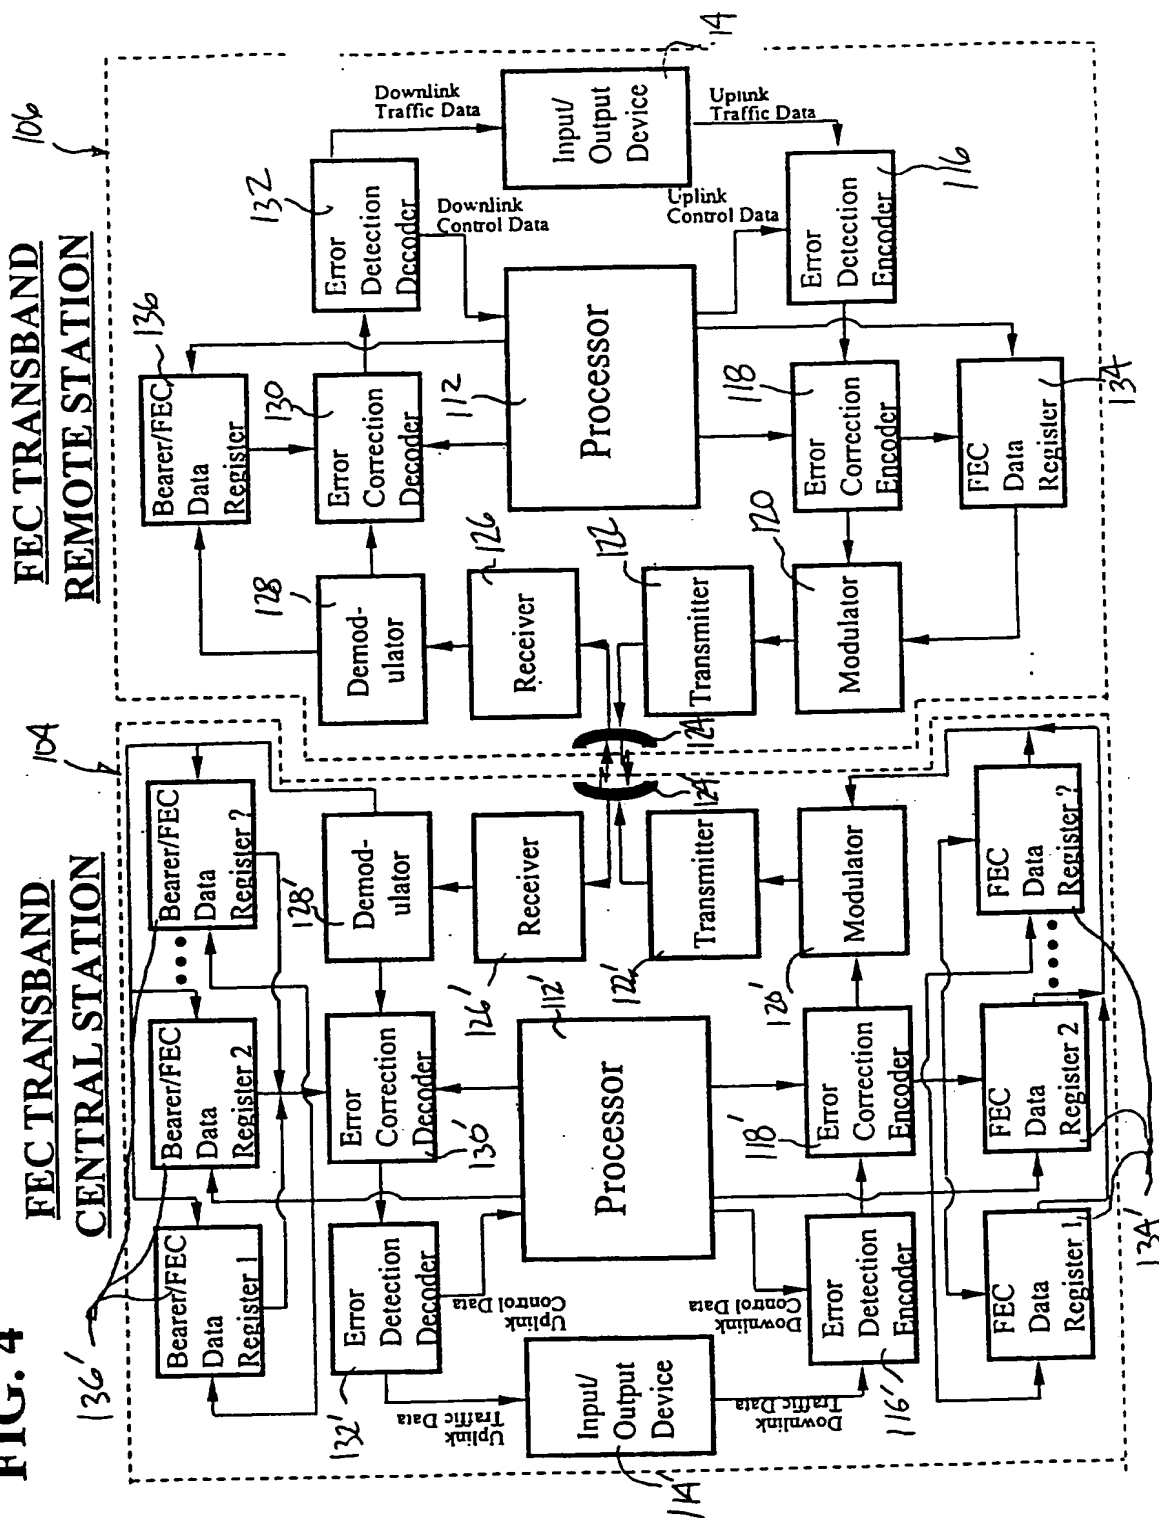 FIG. 4
FEC TRANSBAND
CENTRAL STATION
FEC TRANSBAND
REMOTE STATION
104
106
136'
Bearer/FEC
Data
Register 1
Bearer/FEC
Data
Register 2
Bearer/FEC
Data
Register ?
132'
Error
Detection
Decoder
Error
Correction
Decoder
130'
128'
Demod-
ulator
Uplink
Traffic Data
Uplink
Control Data
126'
Receiver
114'
Input/
Output
Device
112'
Processor
122'
Transmitter
Downlink
Traffic Data
Downlink
Control Data
116'
Error
Detection
Encoder
118'
Error
Correction
Encoder
120'
Modulator
FEC
Data
Register 1
FEC
Data
Register 2
FEC
Data
Register ?
134'
124
124
Bearer/FEC
Data
Register
136
128
Demod-
ulator
130
Error
Correction
Decoder
132
Error
Detection
Decoder
Downlink
Traffic Data
Downlink
Control Data
126
Receiver
112
Processor
Input/
Output
Device
14
122
Transmitter
Uplink
Control Data
Uplink
Traffic Data
120
Modulator
118
Error
Correction
Encoder
Error
Detection
Encoder
116
FEC
Data
Register
134